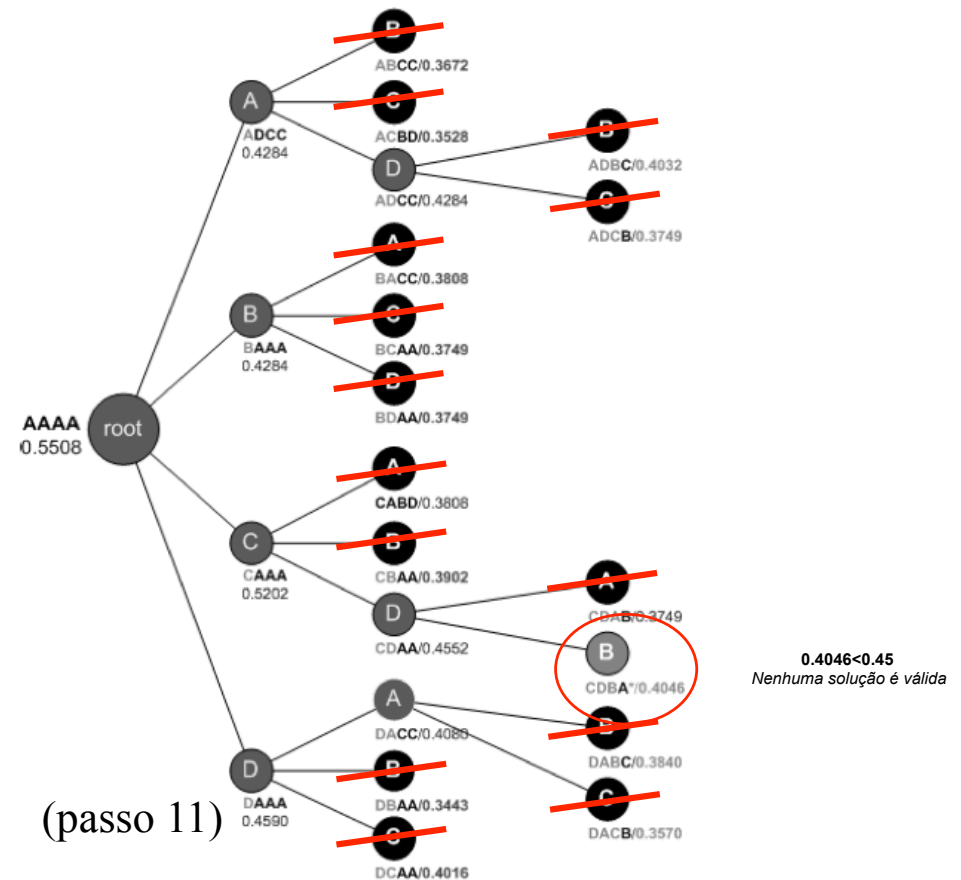 B
ABCC/0.3672
A
ADCC
0.4284
C
ACBD/0.3528
D
ADCC/0.4284
B
ADBC/0.4032
C
ADCB/0.3749
A
BACC/0.3808
B
BAAA
0.4284
C
BCAA/0.3749
D
BDAA/0.3749
AAAA
0.5508
root
A
CABD/0.3808
C
CAAA
0.5202
B
CBAA/0.3902
D
CDAA/0.4552
A
CDAB/0.3749
B
CDBA*/0.4046
0.4046<0.45
Nenhuma solução é válida
A
DACC/0.4080
B
DABC/0.3840
D
DAAA
0.4590
B
DBAA/0.3443
C
DACB/0.3570
C
DCAA/0.4016
(passo 11)